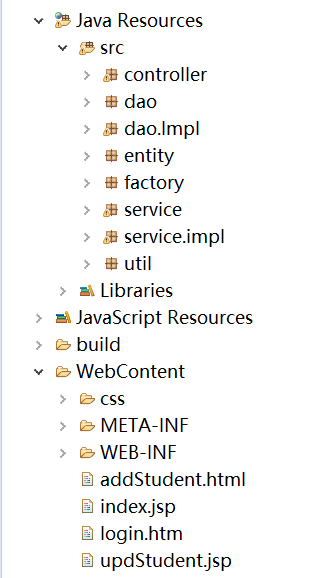 Java Resources
src
controller
dao
dao.Impl
entity
factory
service
service.impl
util
Libraries
JavaScript Resources
build
WebContent
css
META-INF
WEB-INF
addStudent.html
index.jsp
login.htm
updStudent.jsp